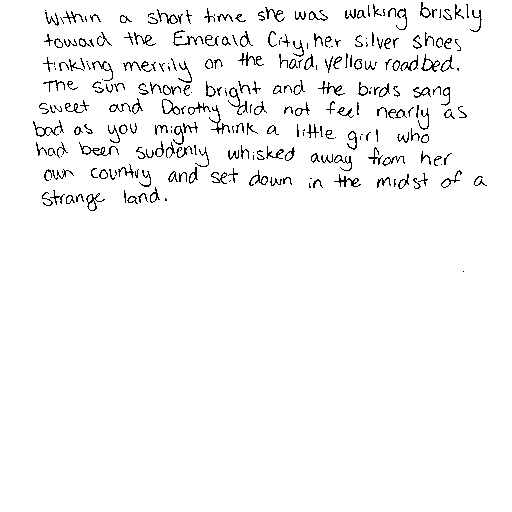 Within a short time she was walking briskly
toward the Emerald City, her silver shoes
tinkling merrily on the hard, yellow roadbed.
The sun shone bright and the birds sang
sweet and Dorothy did not feel nearly as
bad as you might think a little girl who
had been suddenly whisked away from her
own country and set down in the midst of a
strange land.